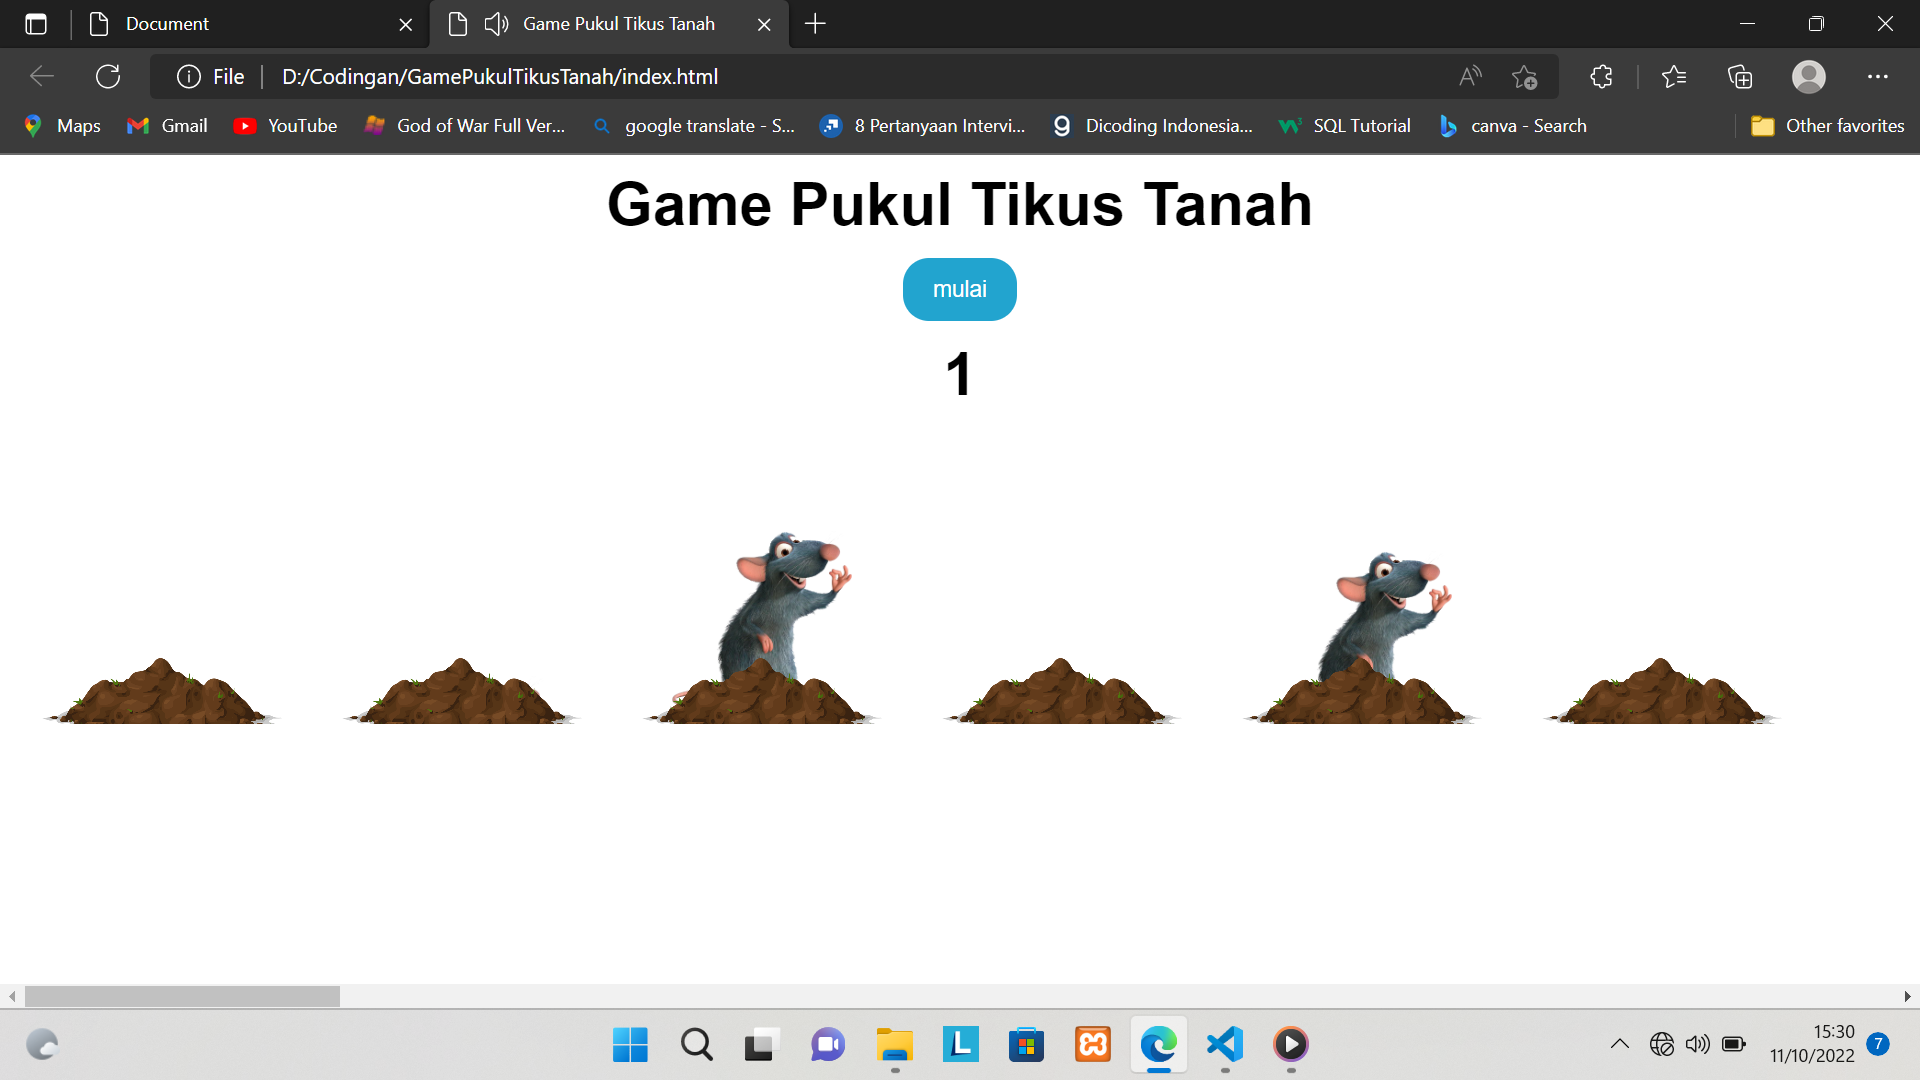 Document
Game Pukul Tikus Tanah
File
D:/Codingan/GamePukulTikusTanah/index.html
Maps
Gmail
YouTube
God of War Full Ver...
google translate - S...
8 Pertanyaan Intervi...
Dicoding Indonesia...
SQL Tutorial
canva - Search
Other favorites
Game Pukul Tikus Tanah
mulai
1
15:30
11/10/2022
7